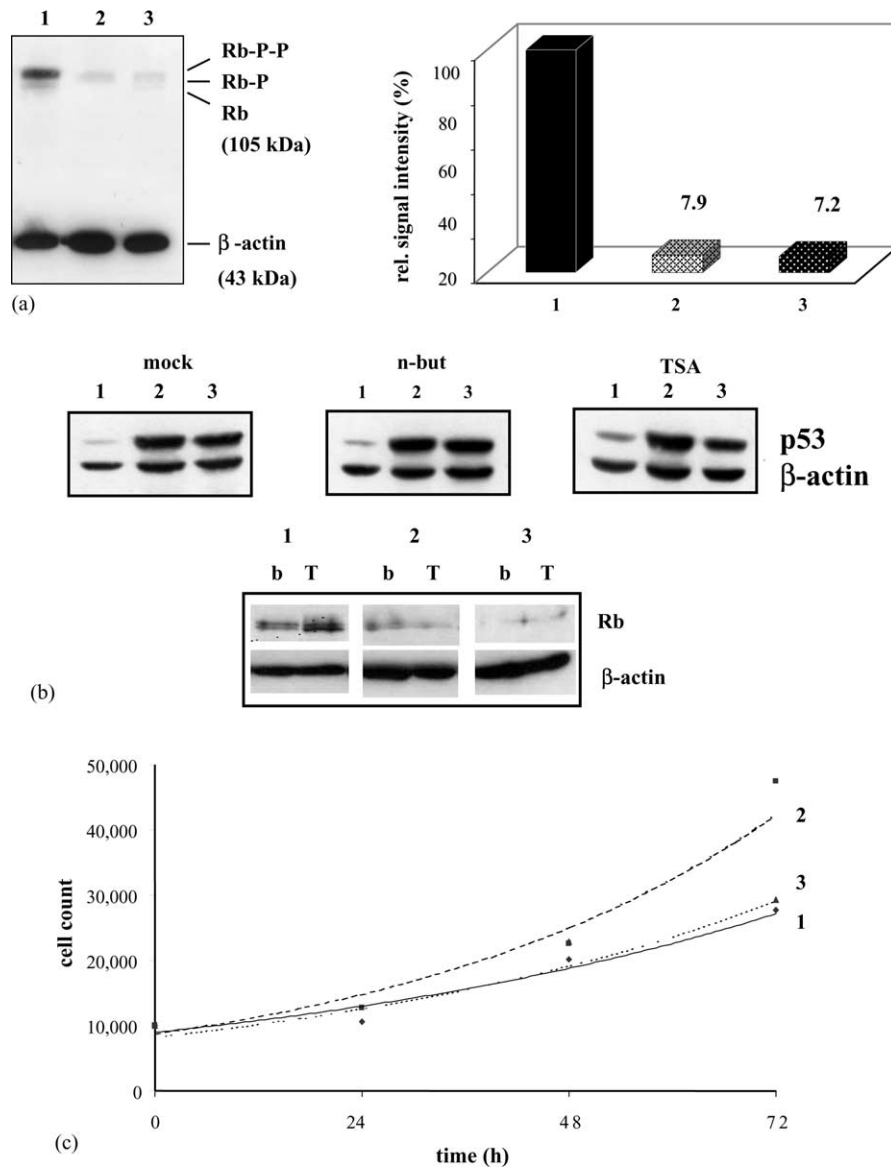 1 2 3
Rb-P-P
Rb-P
Rb
(105 kDa)
β -actin
(43 kDa)
(a)
rel. signal intensity (%)
100
80
60
40
20
7.9
7.2
1 2 3
mock
1 2 3
n-but
1 2 3
TSA
1 2 3
p53
β-actin
1 2 3
b T b T b T
Rb
β-actin
(b)
50,000
40,000
30,000
20,000
10,000
0
cell count
2
3
1
0 24 48 72
time (h)
(c)